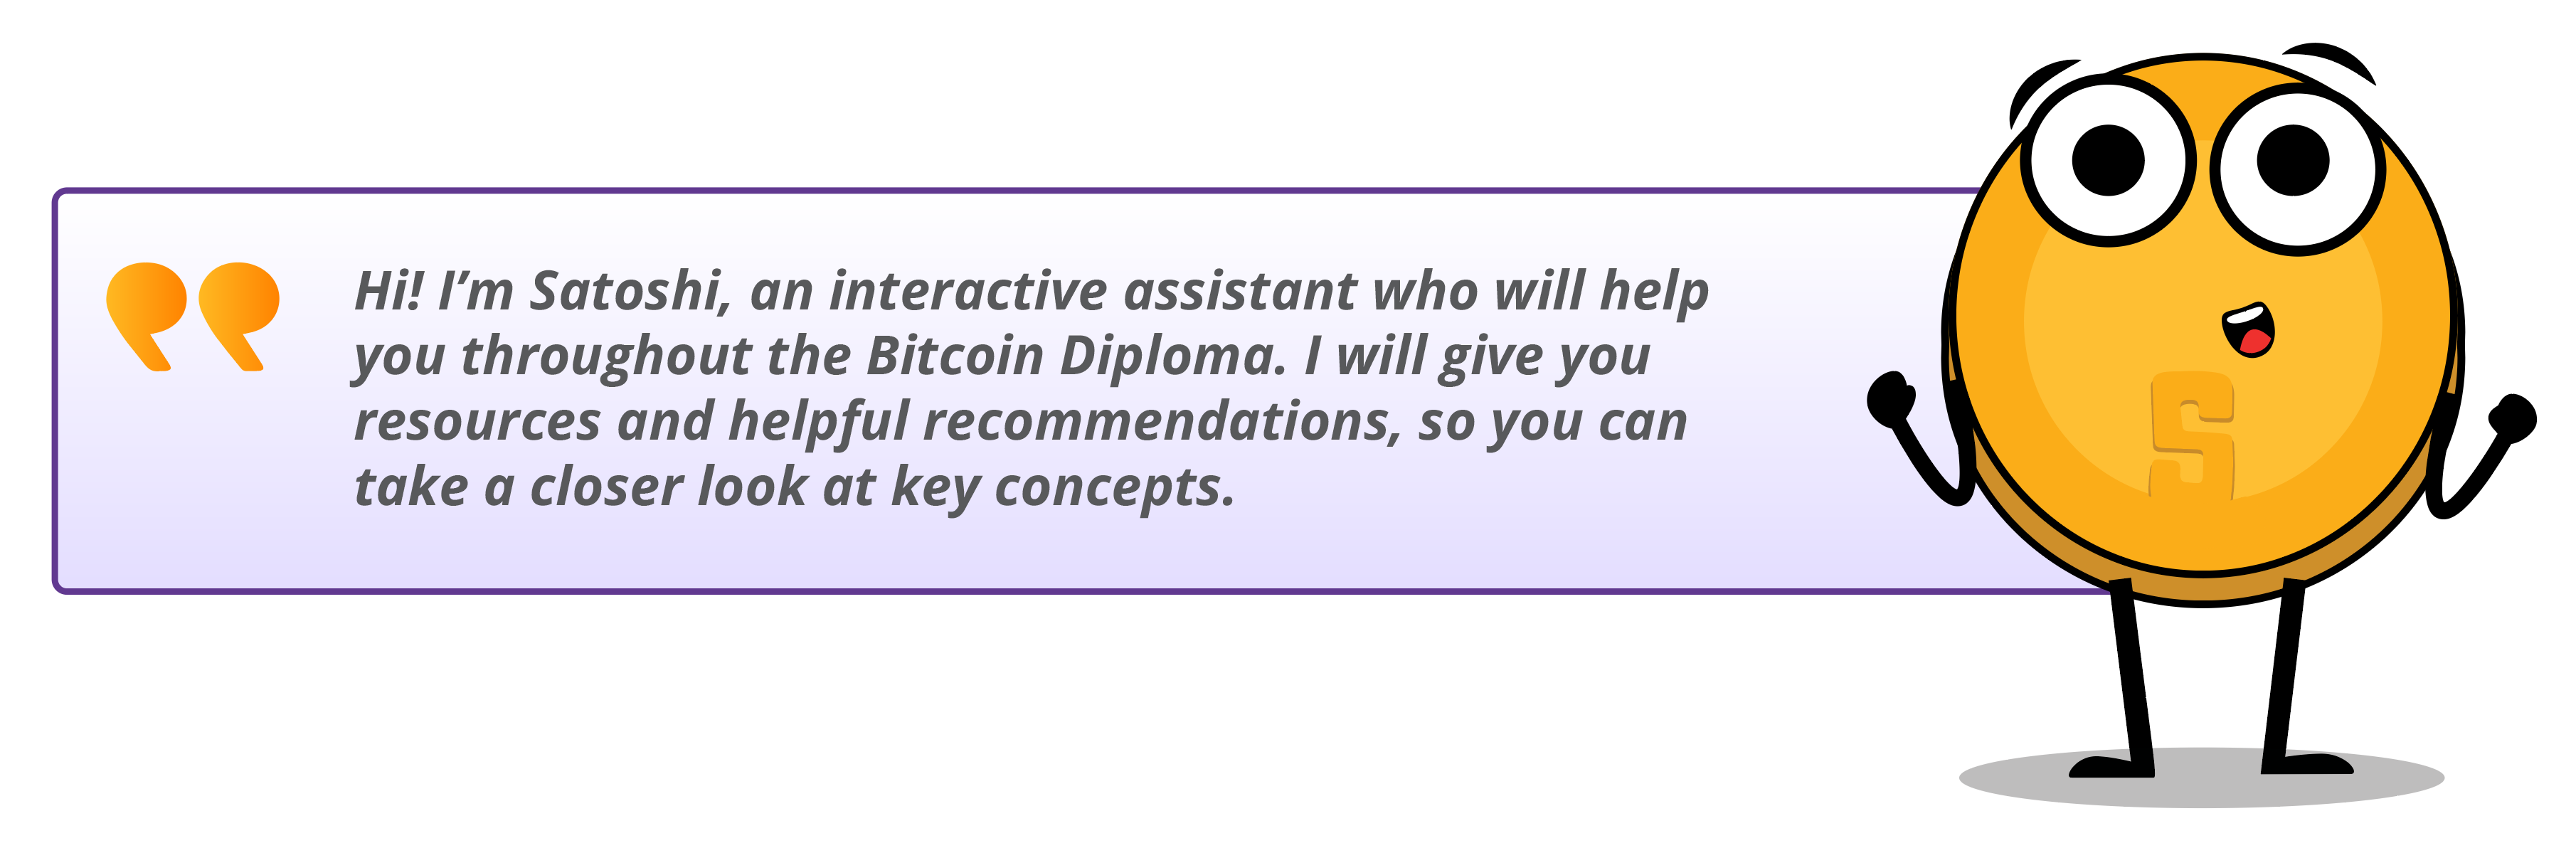 Hi! I’m Satoshi, an interactive assistant who will help
you throughout the Bitcoin Diploma. I will give you
resources and helpful recommendations, so you can
take a closer look at key concepts.
S